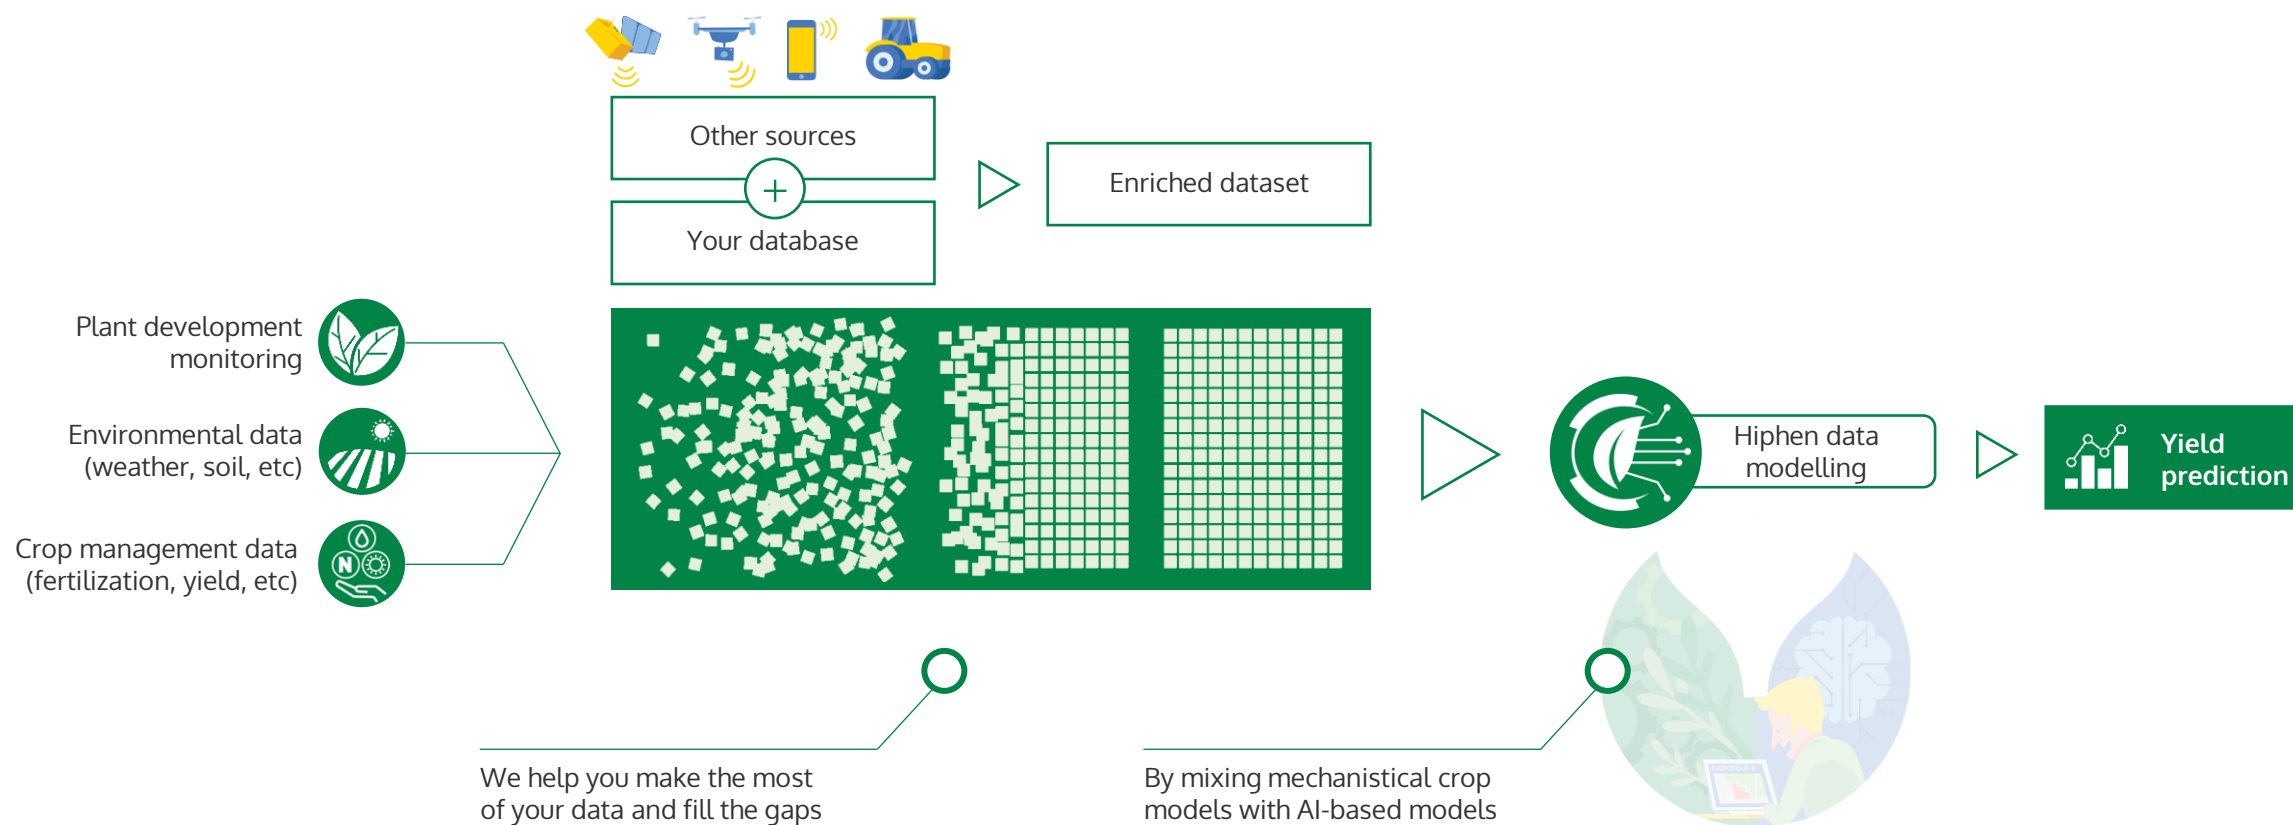 Other sources
+
Your database
Enriched dataset
Plant development
monitoring
Environmental data
(weather, soil, etc)
Crop management data
(fertilization, yield, etc)
N
Hiphen data
modelling
Yield
prediction
We help you make the most
of your data and fill the gaps
By mixing mechanistical crop
models with AI-based models
PARCELLE 1